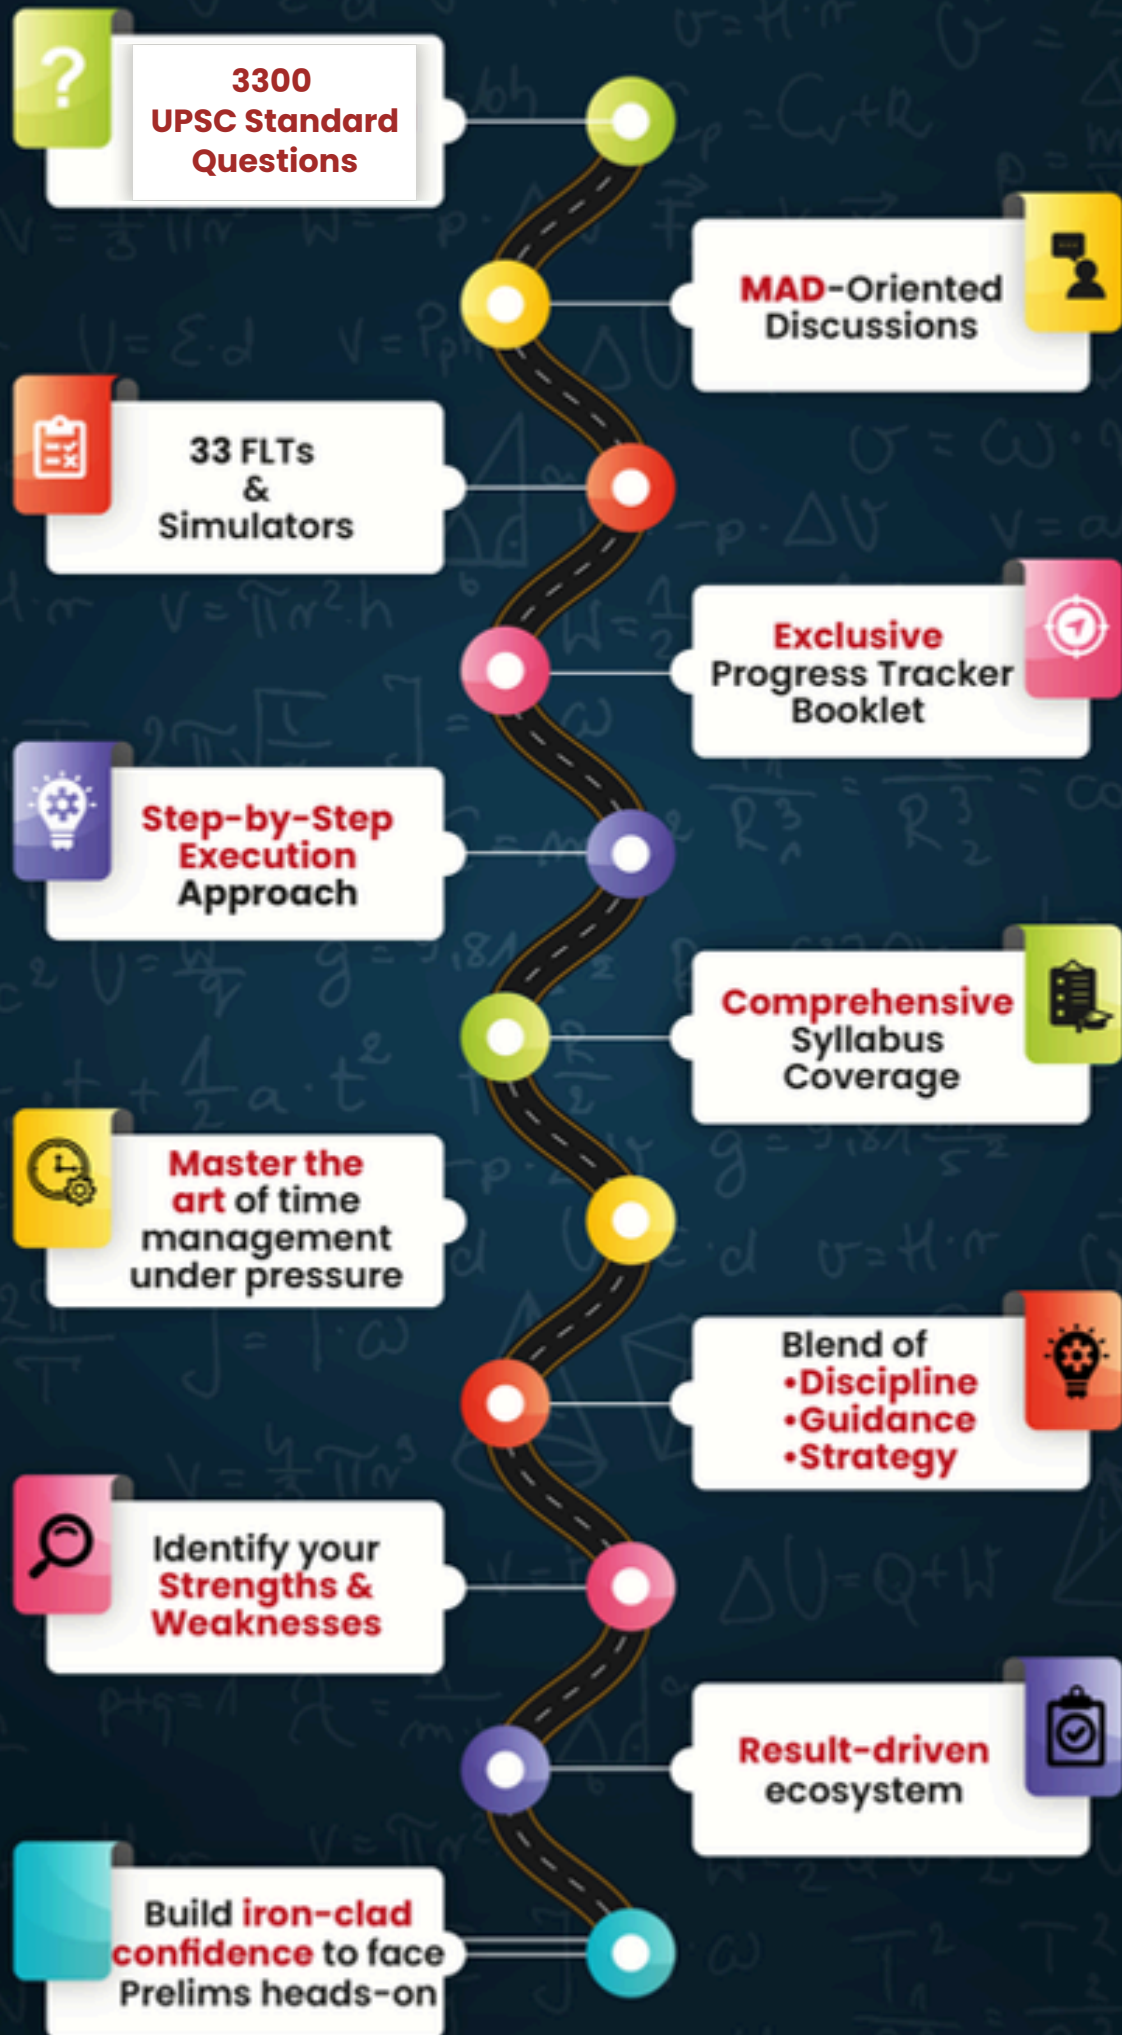 3300
UPSC Standard
Questions
MAD-Oriented
Discussions
33 FLTs
&
Simulators
Exclusive
Progress Tracker
Booklet
Step-by-Step
Execution
Approach
Comprehensive
Syllabus
Coverage
Master the
art of time
management
under pressure
Blend of
•Discipline
•Guidance
•Strategy
Identify your
Strengths &
Weaknesses
Result-driven
ecosystem
Build iron-clad
confidence to face
Prelims heads-on